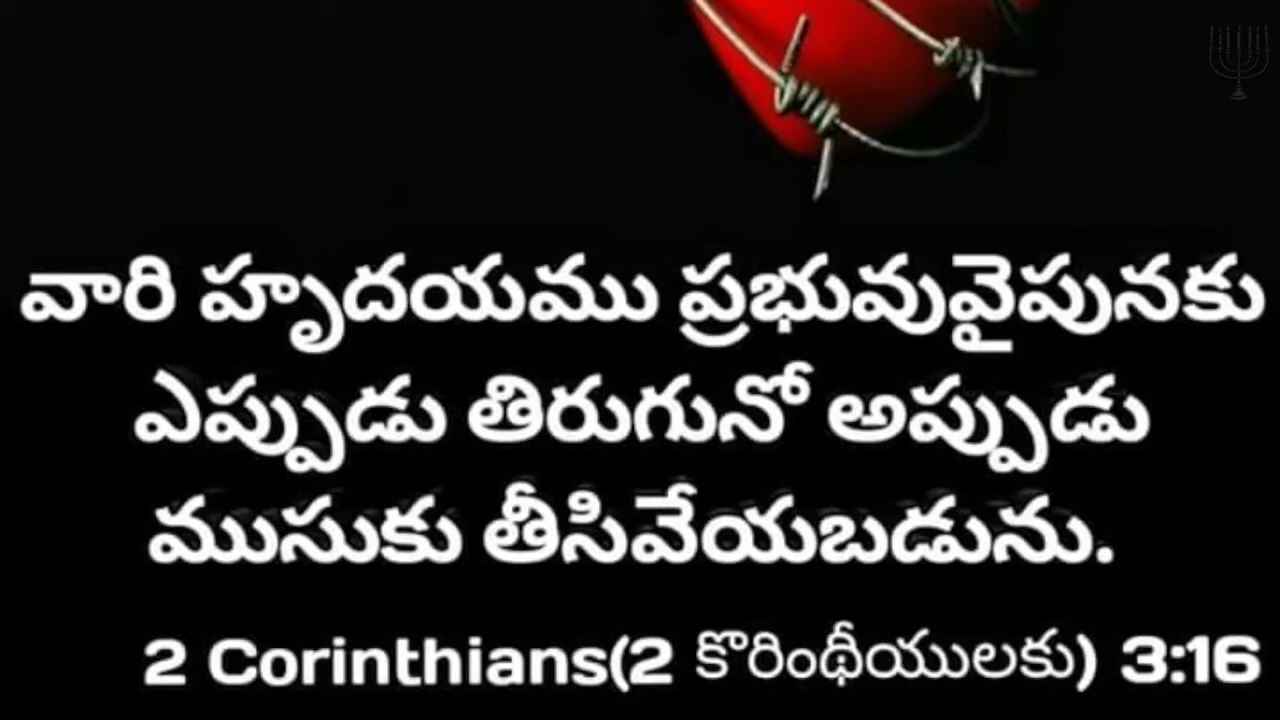 వారి హృదయము ప్రభువువైపునకు
ఎప్పుడు తిరుగునో అప్పుడు
ముసుకు తీసివేయబడును.
2 Corinthians(2 కొరింథీయులకు) 3:16